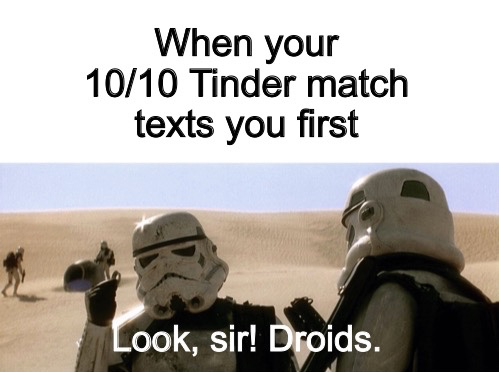 When your
10/10 Tinder match
texts you first
Look, sir! Droids.